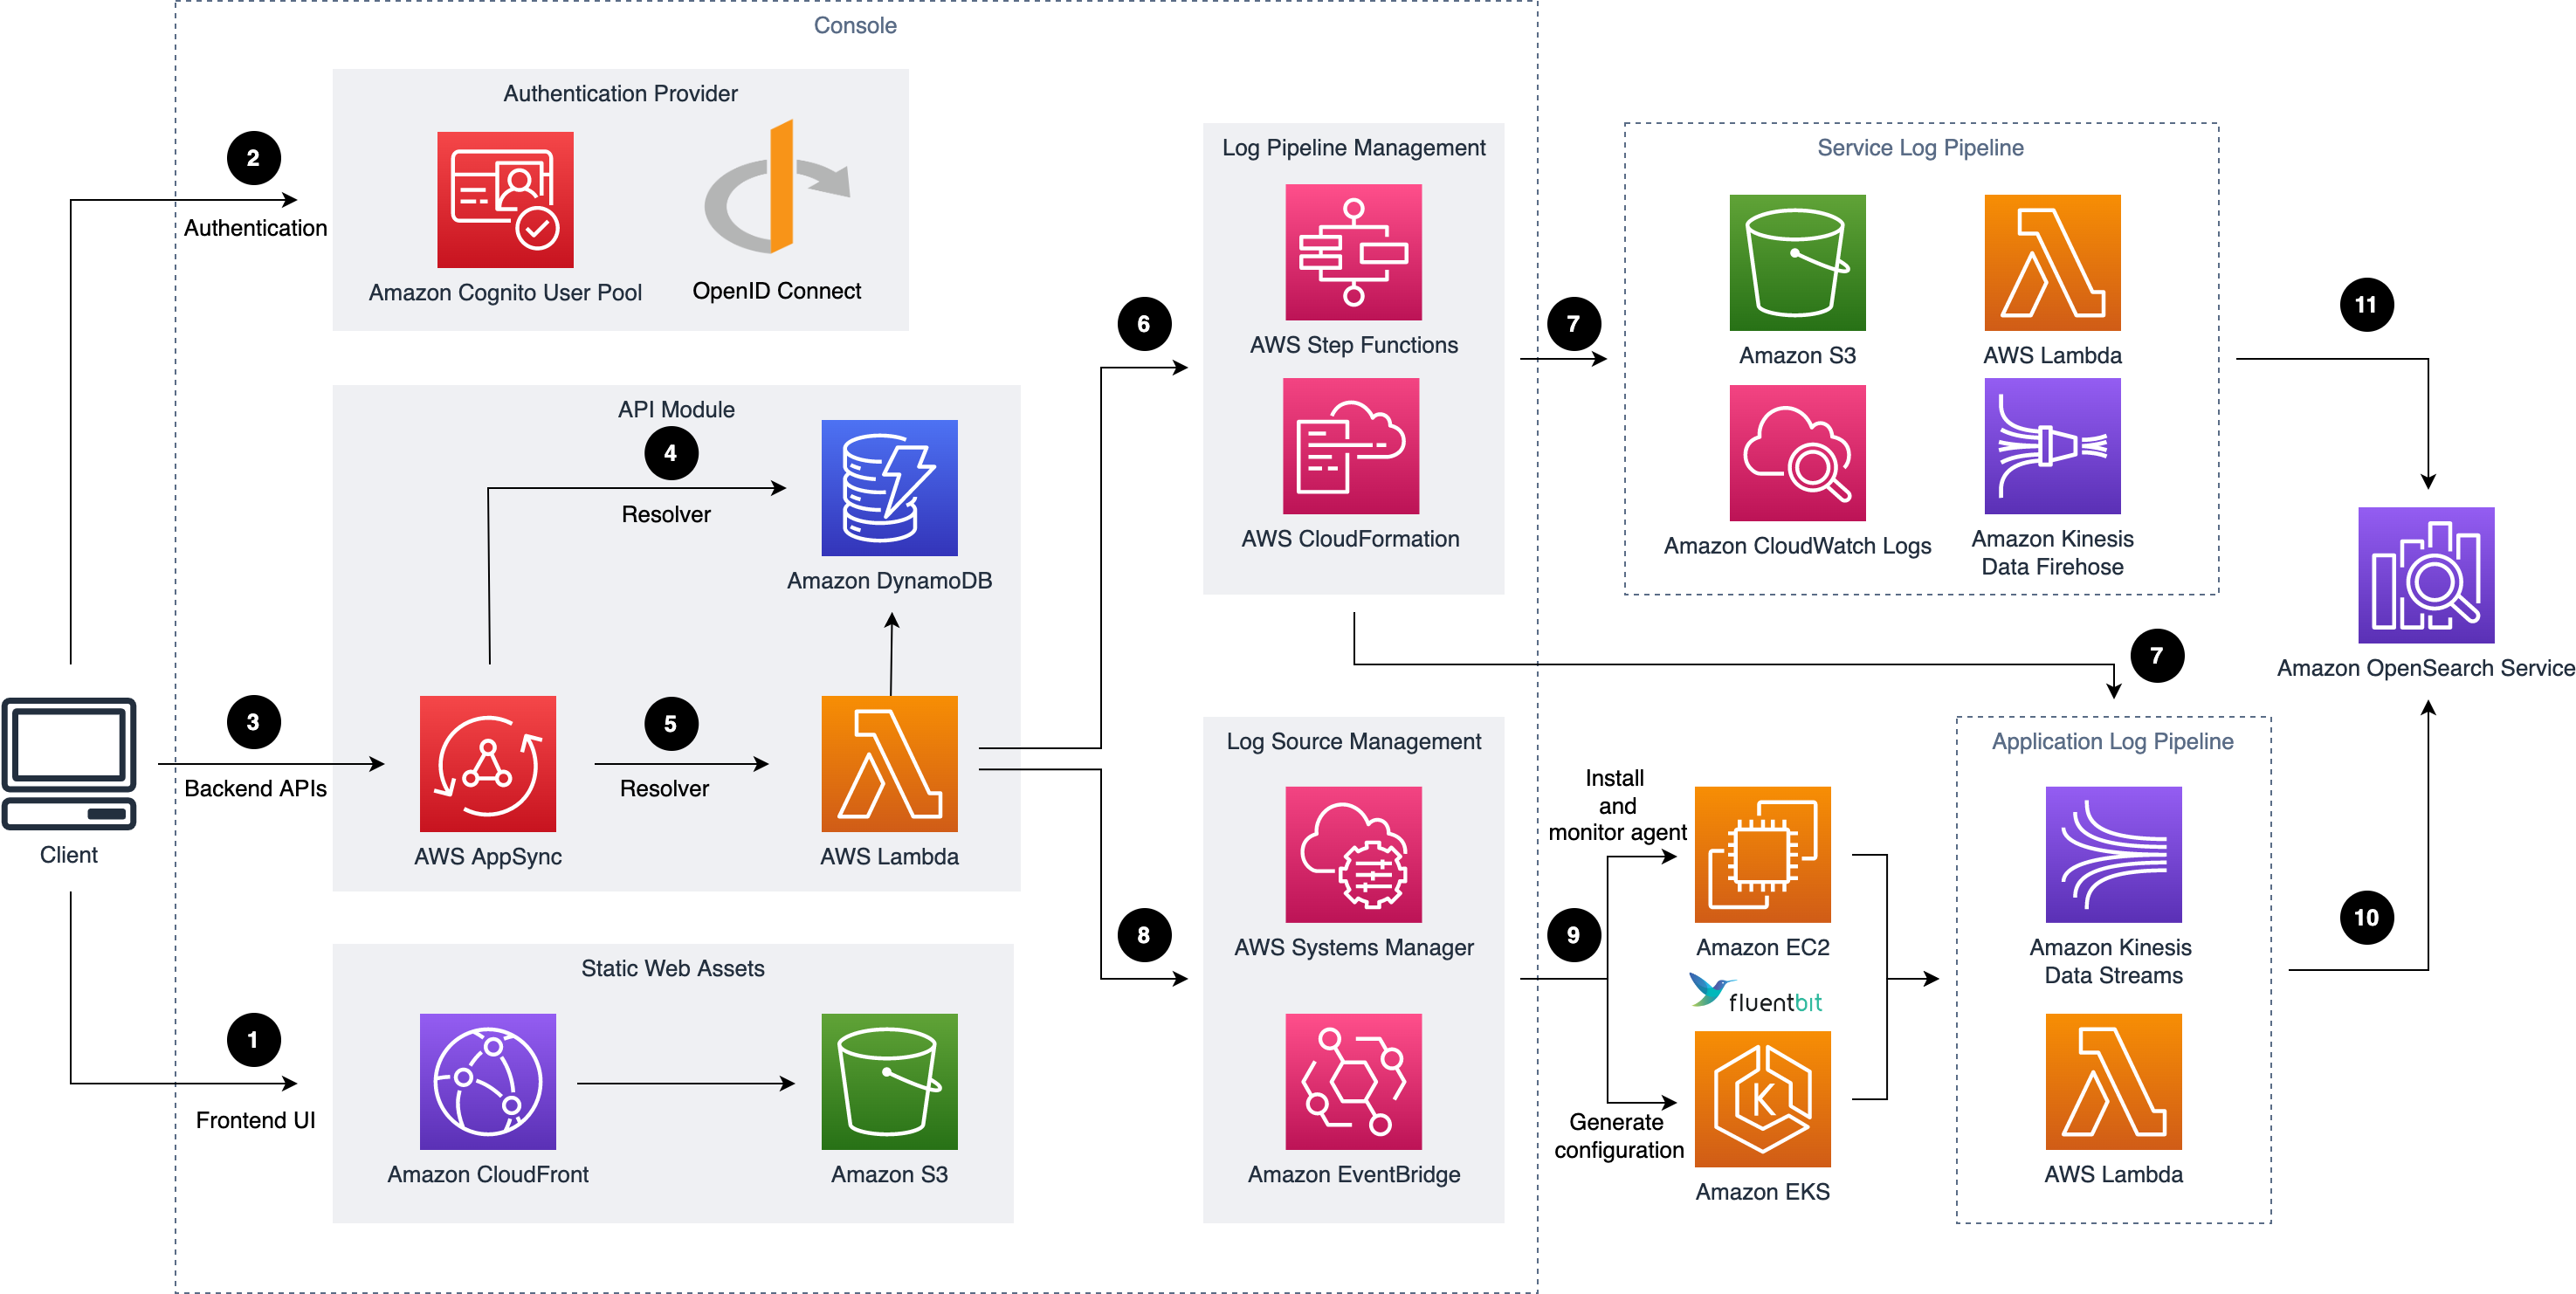 Console
Authentication Provider
2
Authentication
Amazon Cognito User Pool
OpenID Connect
API Module
4
Resolver
Amazon DynamoDB
3
Backend APIs
Client
AWS AppSync
5
Resolver
AWS Lambda
Static Web Assets
1
Frontend UI
Amazon CloudFront
Amazon S3
6
Log Pipeline Management
AWS Step Functions
AWS CloudFormation
7
Service Log Pipeline
Amazon S3
AWS Lambda
Amazon CloudWatch Logs
Amazon Kinesis
Data Firehose
11
Amazon OpenSearch Service
7
8
Log Source Management
AWS Systems Manager
Amazon EventBridge
9
Install
and
monitor agent
Generate
configuration
Amazon EC2
fluentbit
K
Amazon EKS
Application Log Pipeline
Amazon Kinesis
Data Streams
AWS Lambda
10